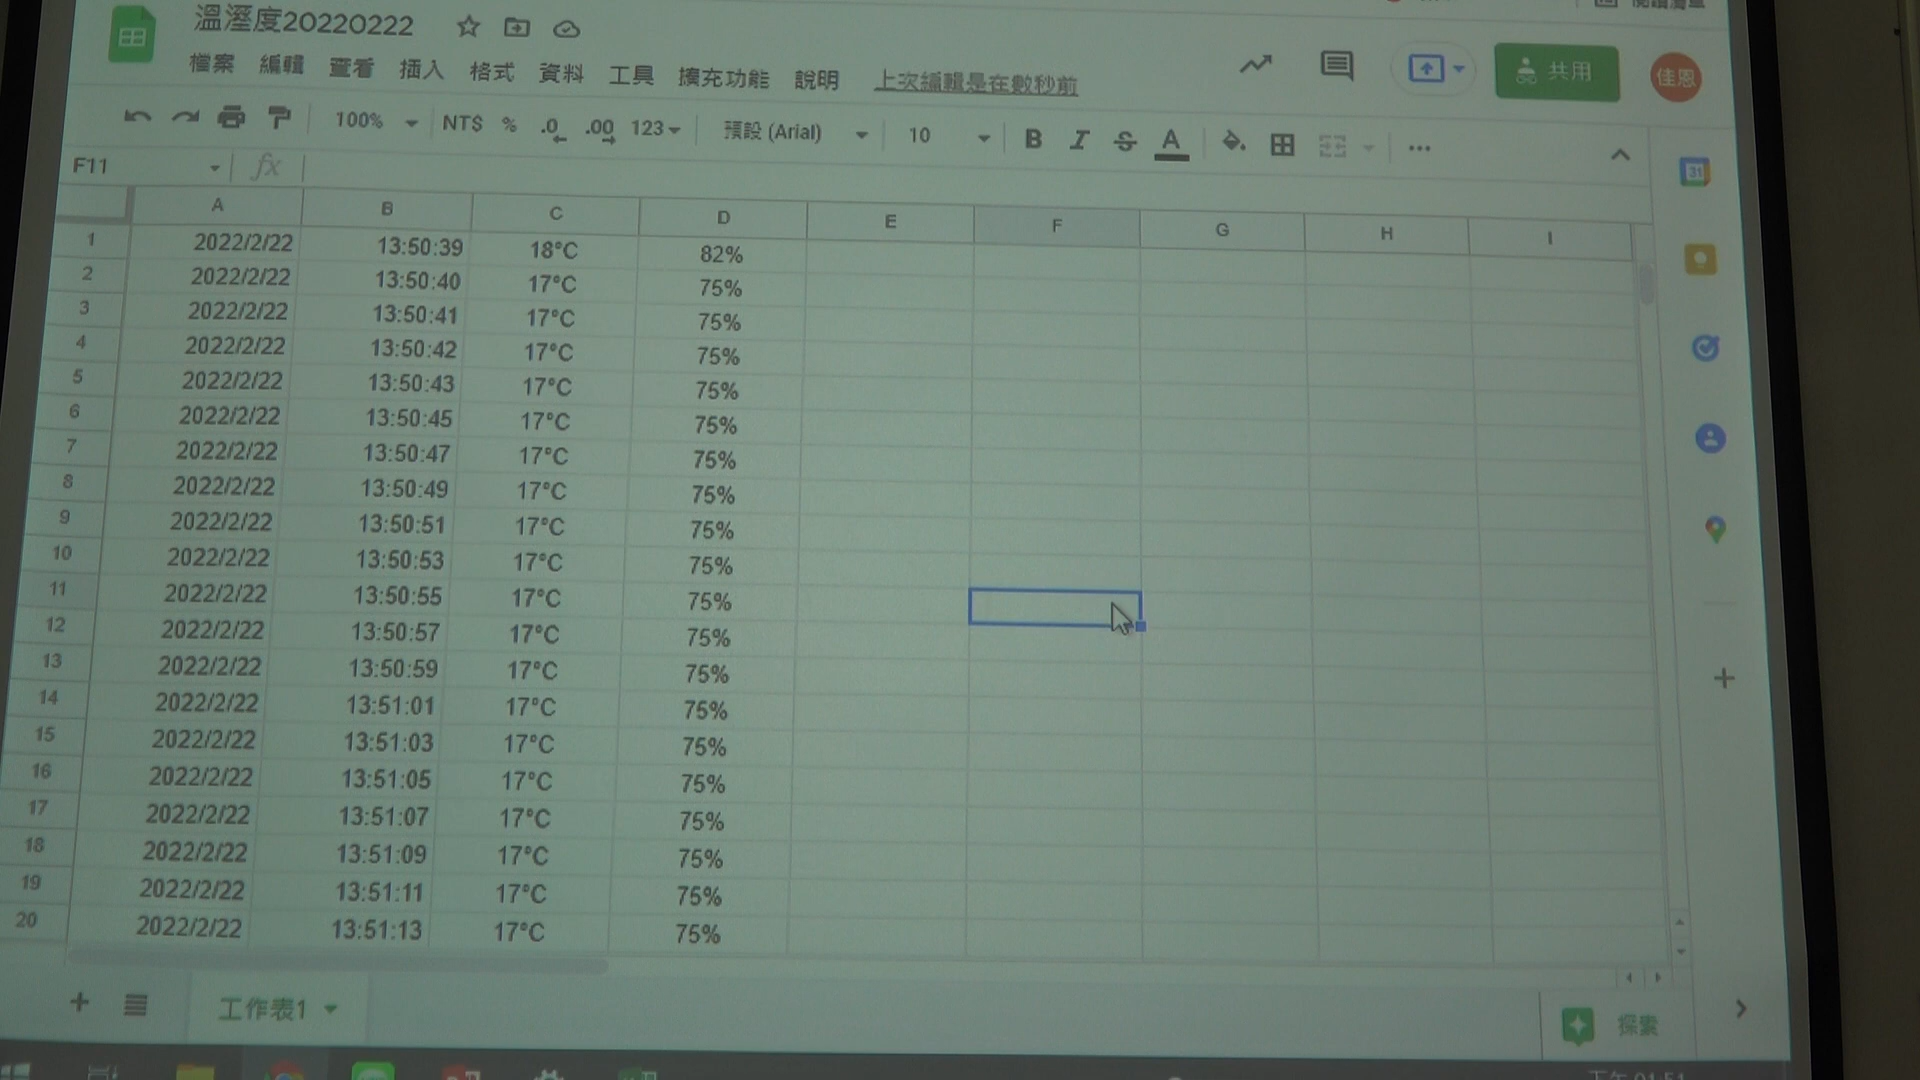 溫溼度20220222
檔案 編輯 查看 插入 格式 資料 工具 擴充功能 說明 上次編輯是在數秒前
共用 佳恩
100% NT$ % .0 .00 123 預設 (Arial) 10 B I S A
31
F11 fx
A B C D E F G H I
1 2022/2/22 13:50:39 18°C 82%
2 2022/2/22 13:50:40 17°C 75%
3 2022/2/22 13:50:41 17°C 75%
4 2022/2/22 13:50:42 17°C 75%
5 2022/2/22 13:50:43 17°C 75%
6 2022/2/22 13:50:45 17°C 75%
7 2022/2/22 13:50:47 17°C 75%
8 2022/2/22 13:50:49 17°C 75%
9 2022/2/22 13:50:51 17°C 75%
10 2022/2/22 13:50:53 17°C 75%
11 2022/2/22 13:50:55 17°C 75%
12 2022/2/22 13:50:57 17°C 75%
13 2022/2/22 13:50:59 17°C 75%
14 2022/2/22 13:51:01 17°C 75%
15 2022/2/22 13:51:03 17°C 75%
16 2022/2/22 13:51:05 17°C 75%
17 2022/2/22 13:51:07 17°C 75%
18 2022/2/22 13:51:09 17°C 75%
19 2022/2/22 13:51:11 17°C 75%
20 2022/2/22 13:51:13 17°C 75%
工作表1
探索